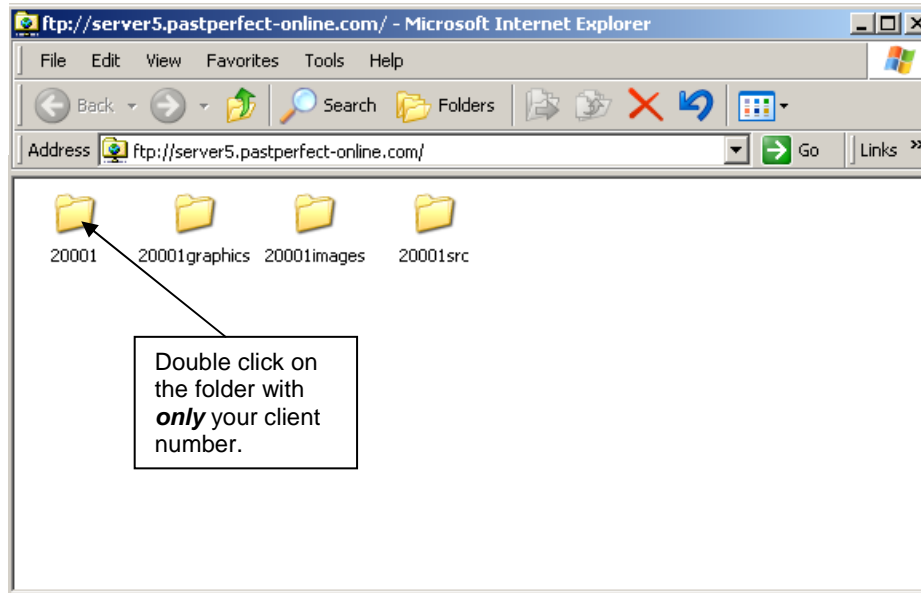 ftp://server5.pastperfect-online.com/ - Microsoft Internet Explorer
File Edit View Favorites Tools Help
Back Search Folders
Address ftp://server5.pastperfect-online.com/ Go Links »
20001 20001graphics 20001images 20001src
Double click on
the folder with
only your client
number.